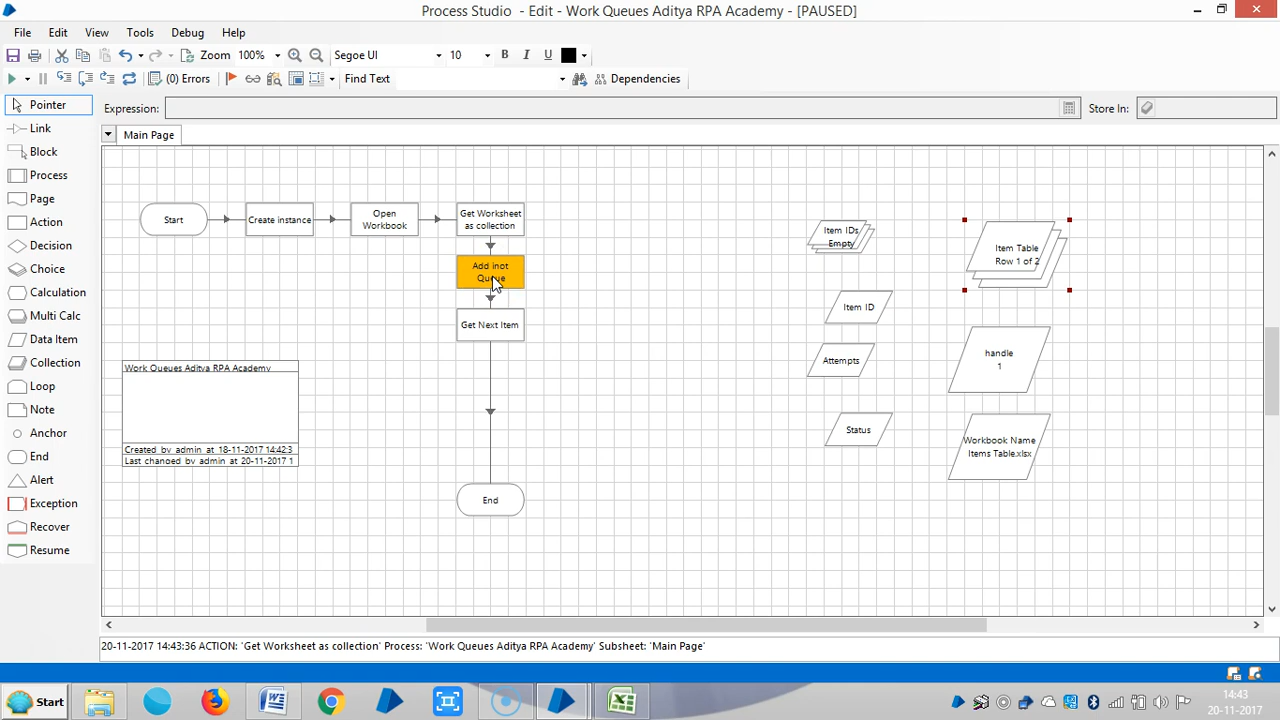 Process Studio - Edit - Work Queues Aditya RPA Academy - [PAUSED]
File Edit View Tools Debug Help
Zoom 100% Segoe UI 10 B I U
(0) Errors Find Text Dependencies
Pointer
Link
Block
Process
Page
Action
Decision
Choice
Calculation
Multi Calc
Data Item
Collection
Loop
Note
Anchor
End
Alert
Exception
Recover
Resume
Expression: Store In:
Main Page
Start
Create instance
Open
Workbook
Get Worksheet
as collection
Add inot
Queue
Get Next Item
End
Work Queues Aditya RPA Academy
Created by admin at 18-11-2017 14:42:3
Last changed by admin at 20-11-2017 1
Item IDs
Empty
Item ID
Attempts
Status
Item Table
Row 1 of 2
handle
1
Workbook Name
Items Table.xlsx
20-11-2017 14:43:36 ACTION: 'Get Worksheet as collection' Process: 'Work Queues Aditya RPA Academy' Subsheet: 'Main Page'
Start
14:43
20-11-2017